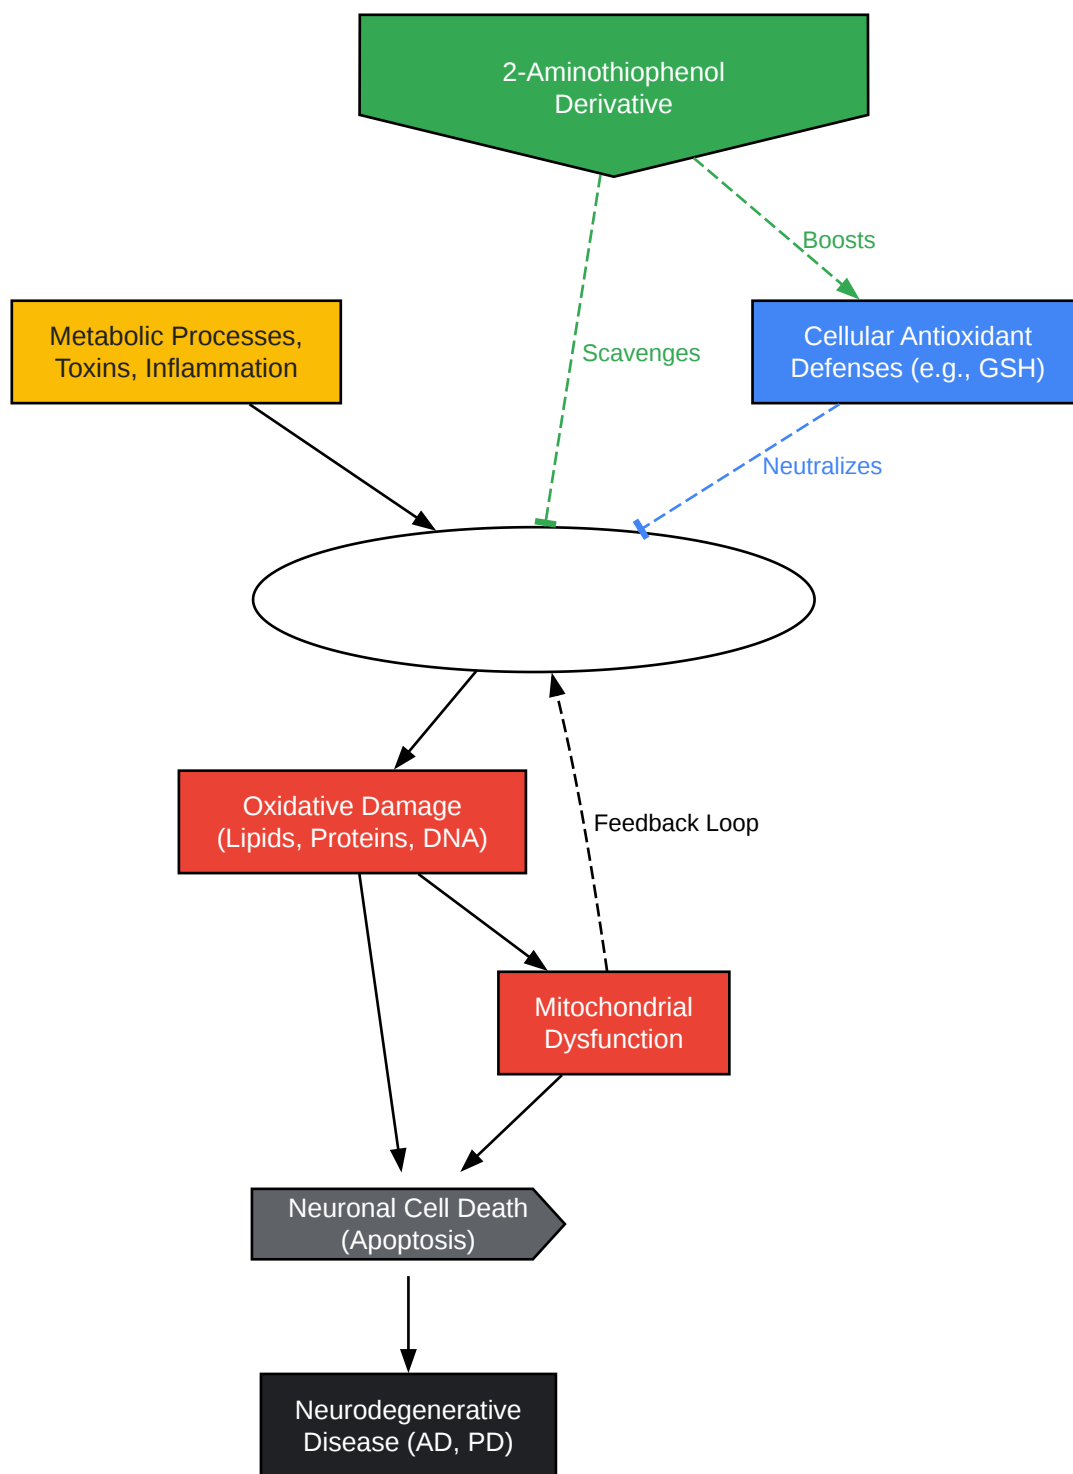 2-Aminothiophenol
Derivative
Boosts
Metabolic Processes,
Toxins, Inflammation
Scavenges
Cellular Antioxidant
Defenses (e.g., GSH)
Neutralizes
Oxidative Damage
(Lipids, Proteins, DNA)
Feedback Loop
Mitochondrial
Dysfunction
Neuronal Cell Death
(Apoptosis)
Neurodegenerative
Disease (AD, PD)